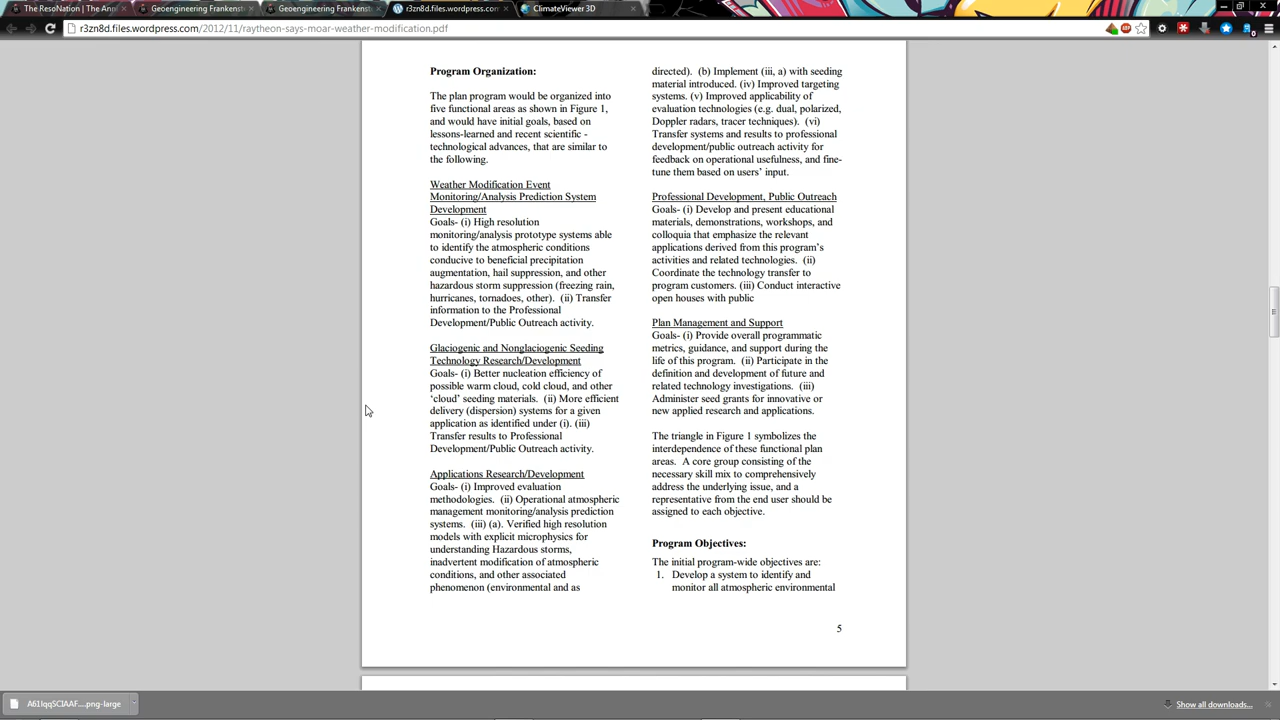 The ResoNation | The Ang
Geoengineering Frankenst
Geoengineering Frankenst
r3zn8d.files.wordpress.com
ClimateViewer 3D
r3zn8d.files.wordpress.com/2012/11/raytheon-says-moar-weather-modification.pdf
Program Organization:
The plan program would be organized into
five functional areas as shown in Figure 1,
and would have initial goals, based on
lessons-learned and recent scientific -
technological advances, that are similar to
the following.
Weather Modification Event
Monitoring/Analysis Prediction System
Development
Goals- (i) High resolution
monitoring/analysis prototype systems able
to identify the atmospheric conditions
conducive to beneficial precipitation
augmentation, hail suppression, and other
hazardous storm suppression (freezing rain,
hurricanes, tornadoes, other). (ii) Transfer
information to the Professional
Development/Public Outreach activity.
Glaciogenic and Nonglaciogenic Seeding
Technology Research/Development
Goals- (i) Better nucleation efficiency of
possible warm cloud, cold cloud, and other
‘cloud’ seeding materials. (ii) More efficient
delivery (dispersion) systems for a given
application as identified under (i). (iii)
Transfer results to Professional
Development/Public Outreach activity.
Applications Research/Development
Goals- (i) Improved evaluation
methodologies. (ii) Operational atmospheric
management monitoring/analysis prediction
systems. (iii) (a). Verified high resolution
models with explicit microphysics for
understanding Hazardous storms,
inadvertent modification of atmospheric
conditions, and other associated
phenomenon (environmental and as
directed). (b) Implement (iii, a) with seeding
material introduced. (iv) Improved targeting
systems. (v) Improved applicability of
evaluation technologies (e.g. dual, polarized,
Doppler radars, tracer techniques). (vi)
Transfer systems and results to professional
development/public outreach activity for
feedback on operational usefulness, and fine-
tune them based on users’ input.
Professional Development, Public Outreach
Goals- (i) Develop and present educational
materials, demonstrations, workshops, and
colloquia that emphasize the relevant
applications derived from this program’s
activities and related technologies. (ii)
Coordinate the technology transfer to
program customers. (iii) Conduct interactive
open houses with public
Plan Management and Support
Goals- (i) Provide overall programmatic
metrics, guidance, and support during the
life of this program. (ii) Participate in the
definition and development of future and
related technology investigations. (iii)
Administer seed grants for innovative or
new applied research and applications.
The triangle in Figure 1 symbolizes the
interdependence of these functional plan
areas. A core group consisting of the
necessary skill mix to comprehensively
address the underlying issue, and a
representative from the end user should be
assigned to each objective.
Program Objectives:
The initial program-wide objectives are:
1. Develop a system to identify and
monitor all atmospheric environmental
5
A61IqqSCIAAF....png-large
Show all downloads...